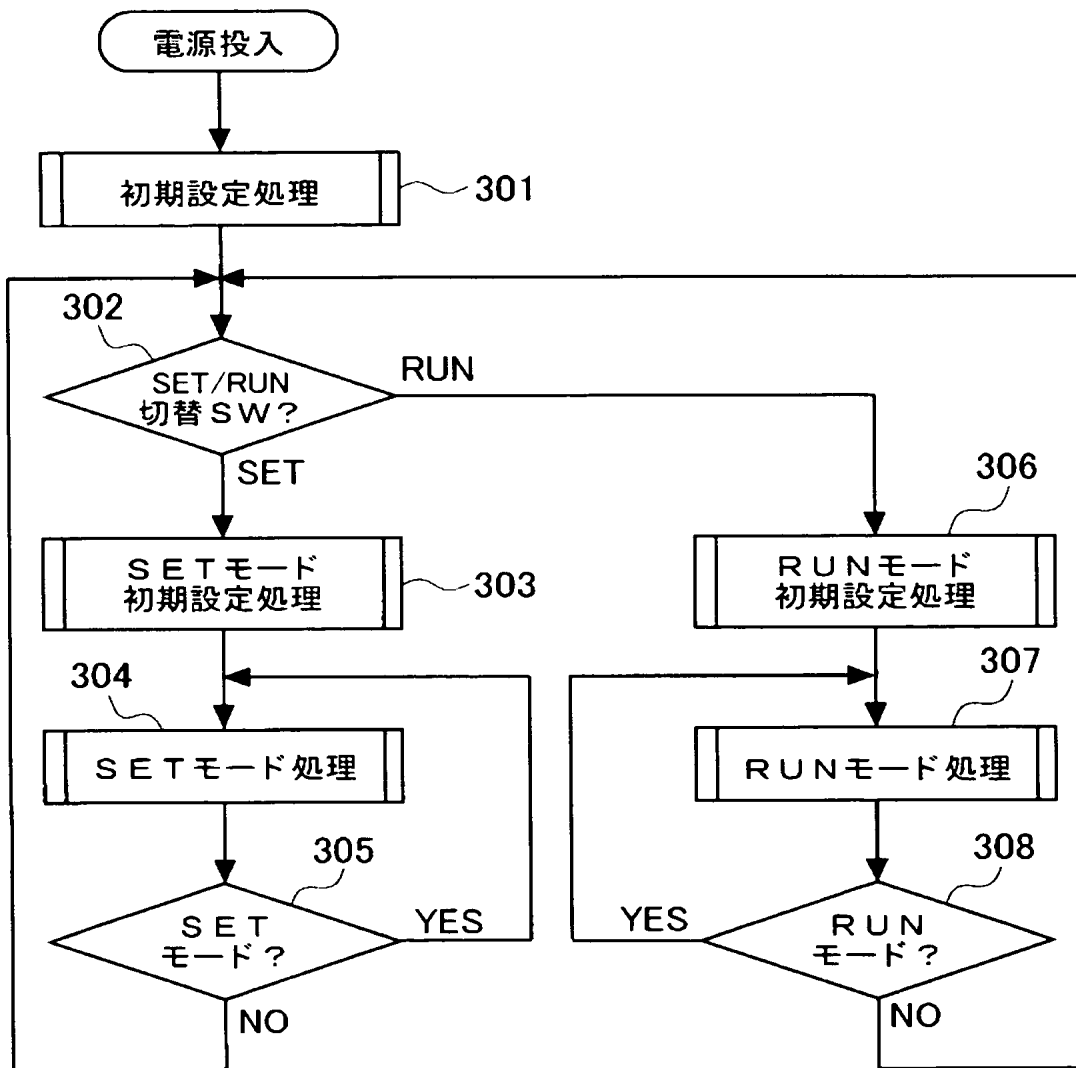 電源投入
初期設定処理
301
302
SET/RUN
切替SW?
RUN
SET
SETモード
初期設定処理
303
306
RUNモード
初期設定処理
304
SETモード処理
307
RUNモード処理
305
SET
モード?
YES
NO
308
RUN
モード?
YES
NO